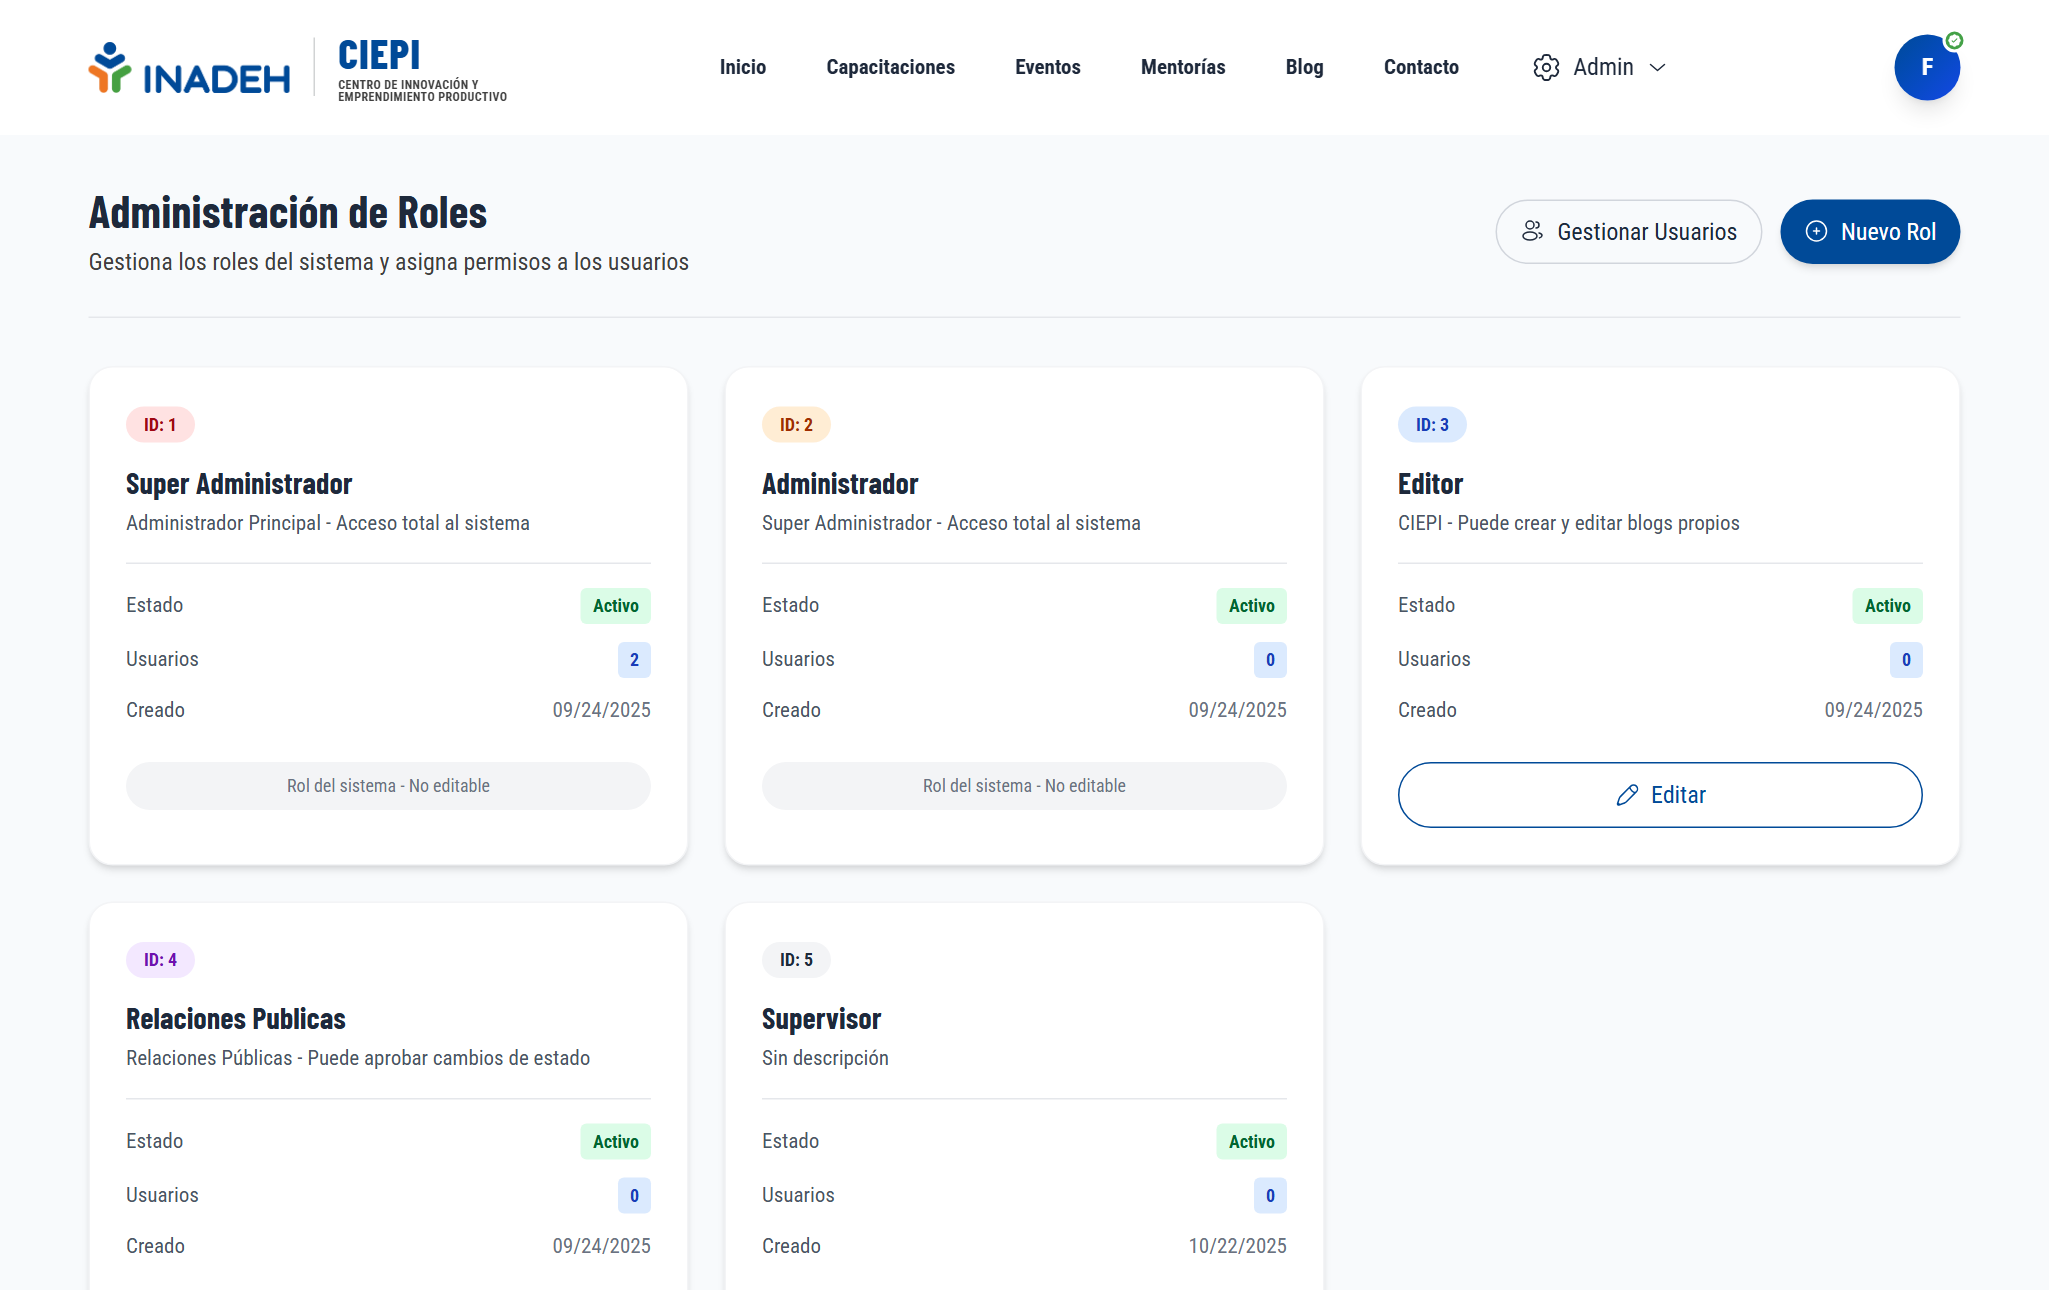 INADEH
CIEPI
CENTRO DE INNOVACIÓN Y
EMPRENDIMIENTO PRODUCTIVO
Inicio
Capacitaciones
Eventos
Mentorías
Blog
Contacto
Admin
F
Administración de Roles
Gestiona los roles del sistema y asigna permisos a los usuarios
Gestionar Usuarios
Nuevo Rol
ID: 1
Super Administrador
Administrador Principal - Acceso total al sistema
Estado Activo
Usuarios 2
Creado 09/24/2025
Rol del sistema - No editable
ID: 2
Administrador
Super Administrador - Acceso total al sistema
Estado Activo
Usuarios 0
Creado 09/24/2025
Rol del sistema - No editable
ID: 3
Editor
CIEPI - Puede crear y editar blogs propios
Estado Activo
Usuarios 0
Creado 09/24/2025
Editar
ID: 4
Relaciones Publicas
Relaciones Públicas - Puede aprobar cambios de estado
Estado Activo
Usuarios 0
Creado 09/24/2025
ID: 5
Supervisor
Sin descripción
Estado Activo
Usuarios 0
Creado 10/22/2025